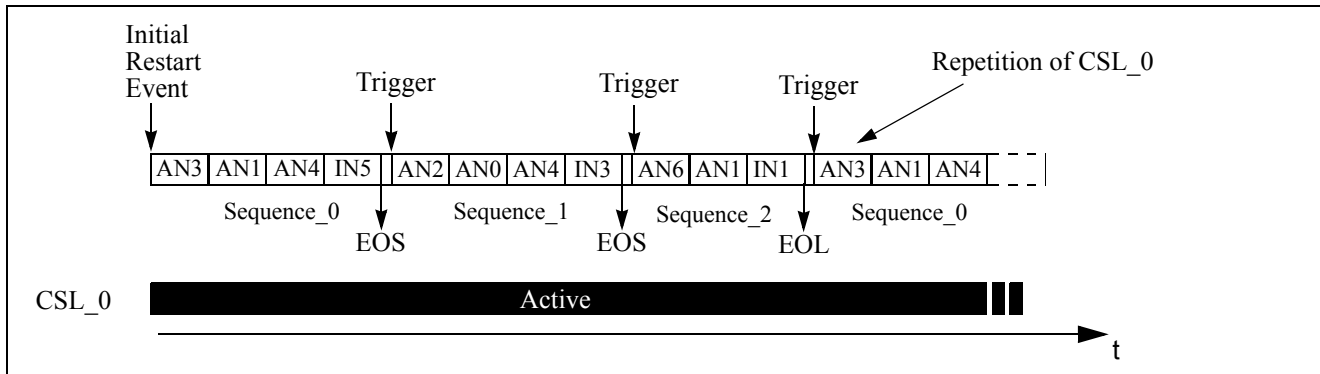 Initial
Restart
Event
Trigger
Trigger
Trigger
Repetition of CSL_0
AN3 AN1 AN4 IN5 AN2 AN0 AN4 IN3 AN6 AN1 IN1 AN3 AN1 AN4
Sequence_0 Sequence_1 Sequence_2 Sequence_0
EOS EOS EOL
CSL_0 Active
t